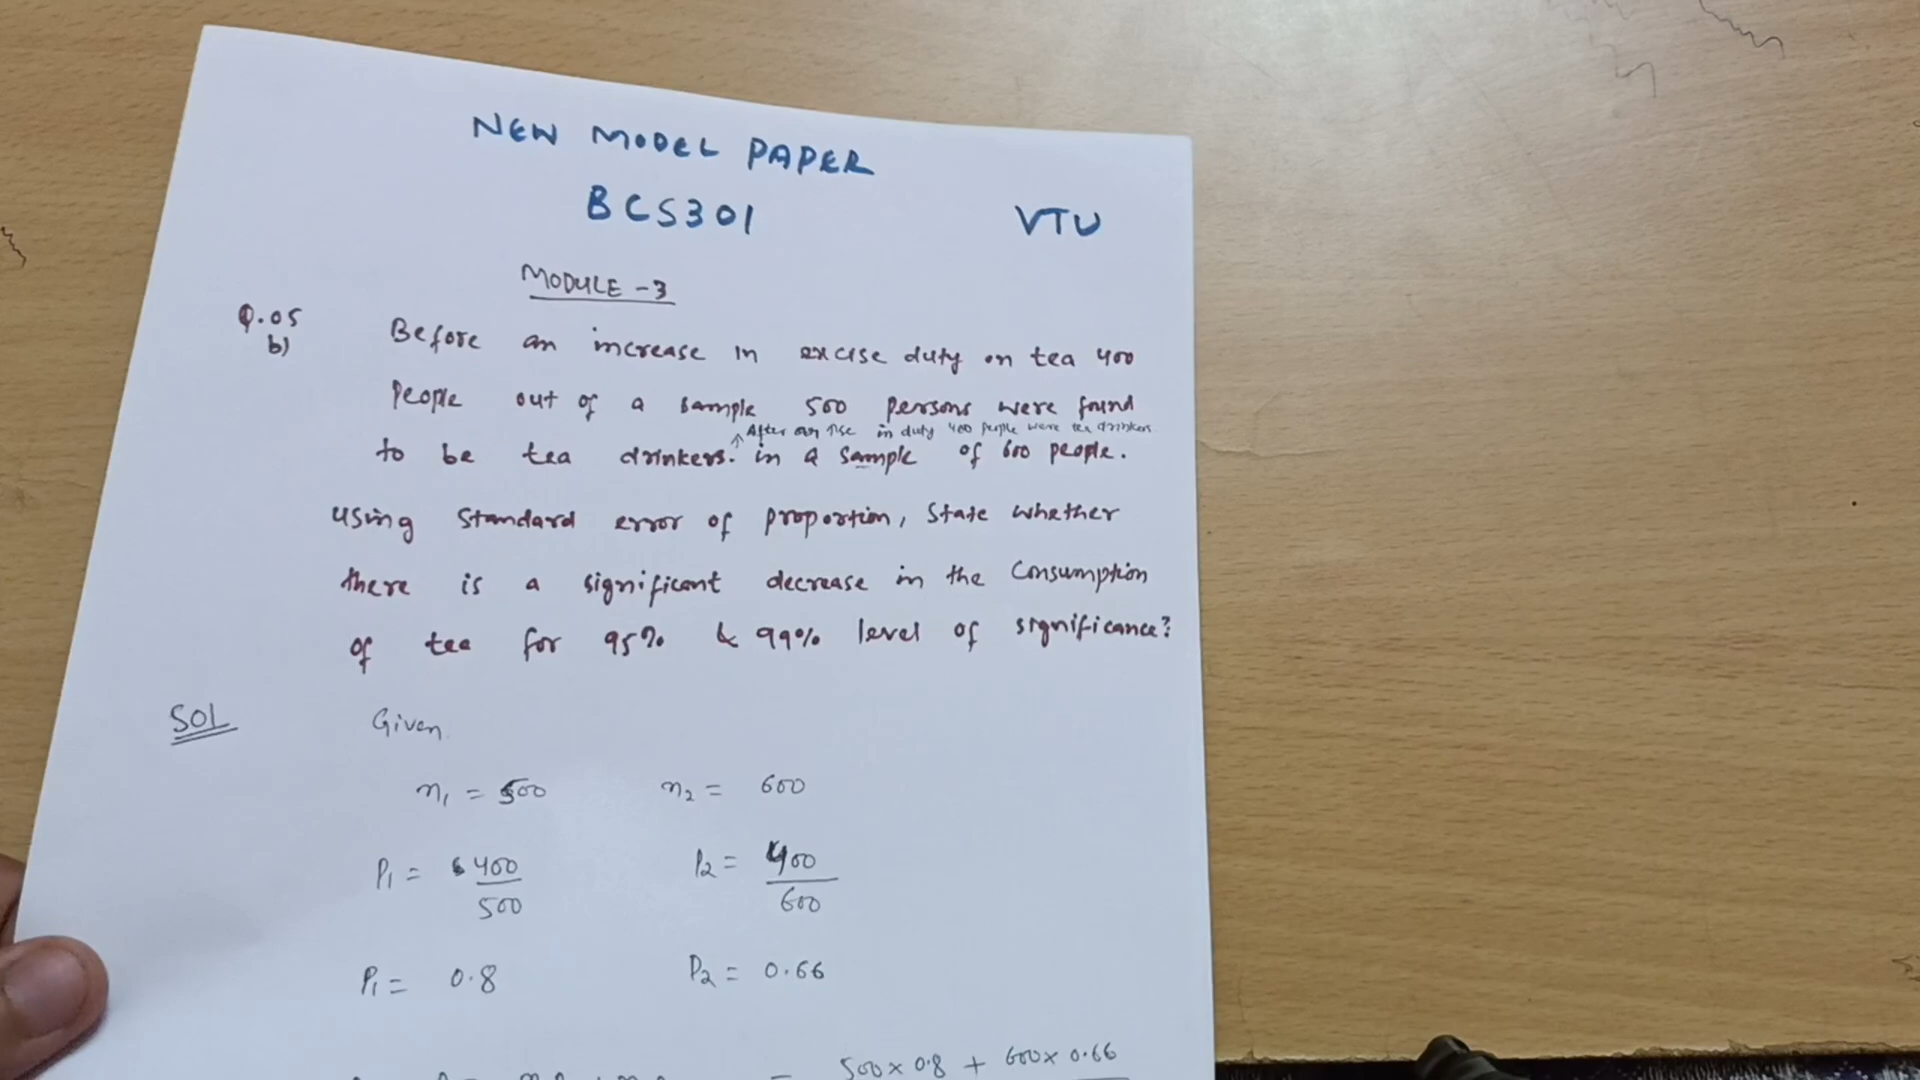 NEW MODEL PAPER
BCS301 VTU
MODULE -3
Q.05
b) Before an increase in excise duty on tea 400
People out of a sample 500 persons were found
↑ After an rise in duty 400 people were tea drinkers
to be tea drinkers. in a sample of 600 people.
using standard error of proportion, State whether
there is a significant decrease in the consumption
of tea for 95% & 99% level of significance?
SOL Given
n₁ = 500 n₂ = 600
P₁ = 400/500 P₂ = 400/600
P₁ = 0.8 P₂ = 0.66
= 500 x 0.8 + 600 x 0.66